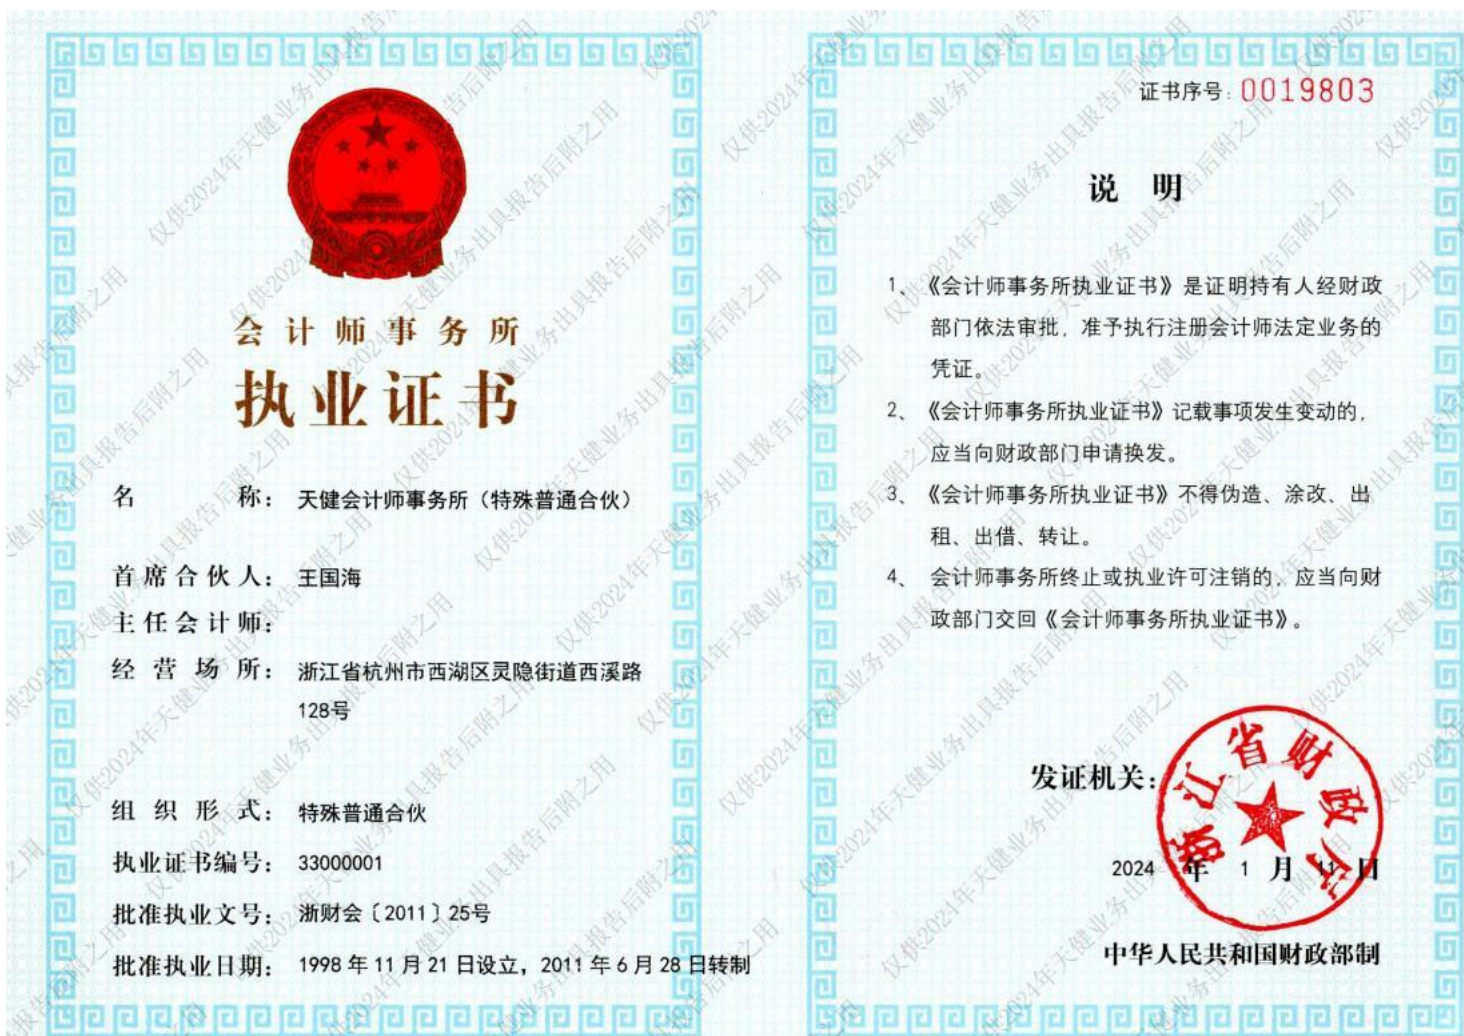 会计师事务所
执业证书
名称：天健会计师事务所（特殊普通合伙）
首席合伙人：王国海
主任会计师：
经营场所：浙江省杭州市西湖区灵隐街道西溪路
128号
组织形式：特殊普通合伙
执业证书编号：33000001
批准执业文号：浙财会〔2011〕25号
批准执业日期：1998年11月21日设立，2011年6月28日转制
证书序号：0019803
说明
1、《会计师事务所执业证书》是证明持有人经财政
部门依法审批，准予执行注册会计师法定业务的
凭证。
2、《会计师事务所执业证书》记载事项发生变动的，
应当向财政部门申请换发。
3、《会计师事务所执业证书》不得伪造、涂改、出
租、出借、转让。
4、会计师事务所终止或执业许可注销的，应当向财
政部门交回《会计师事务所执业证书》。
发证机关：
浙江省财政厅
2024年1月11日
中华人民共和国财政部制
仅供2024年天健业务出具报告后附之用